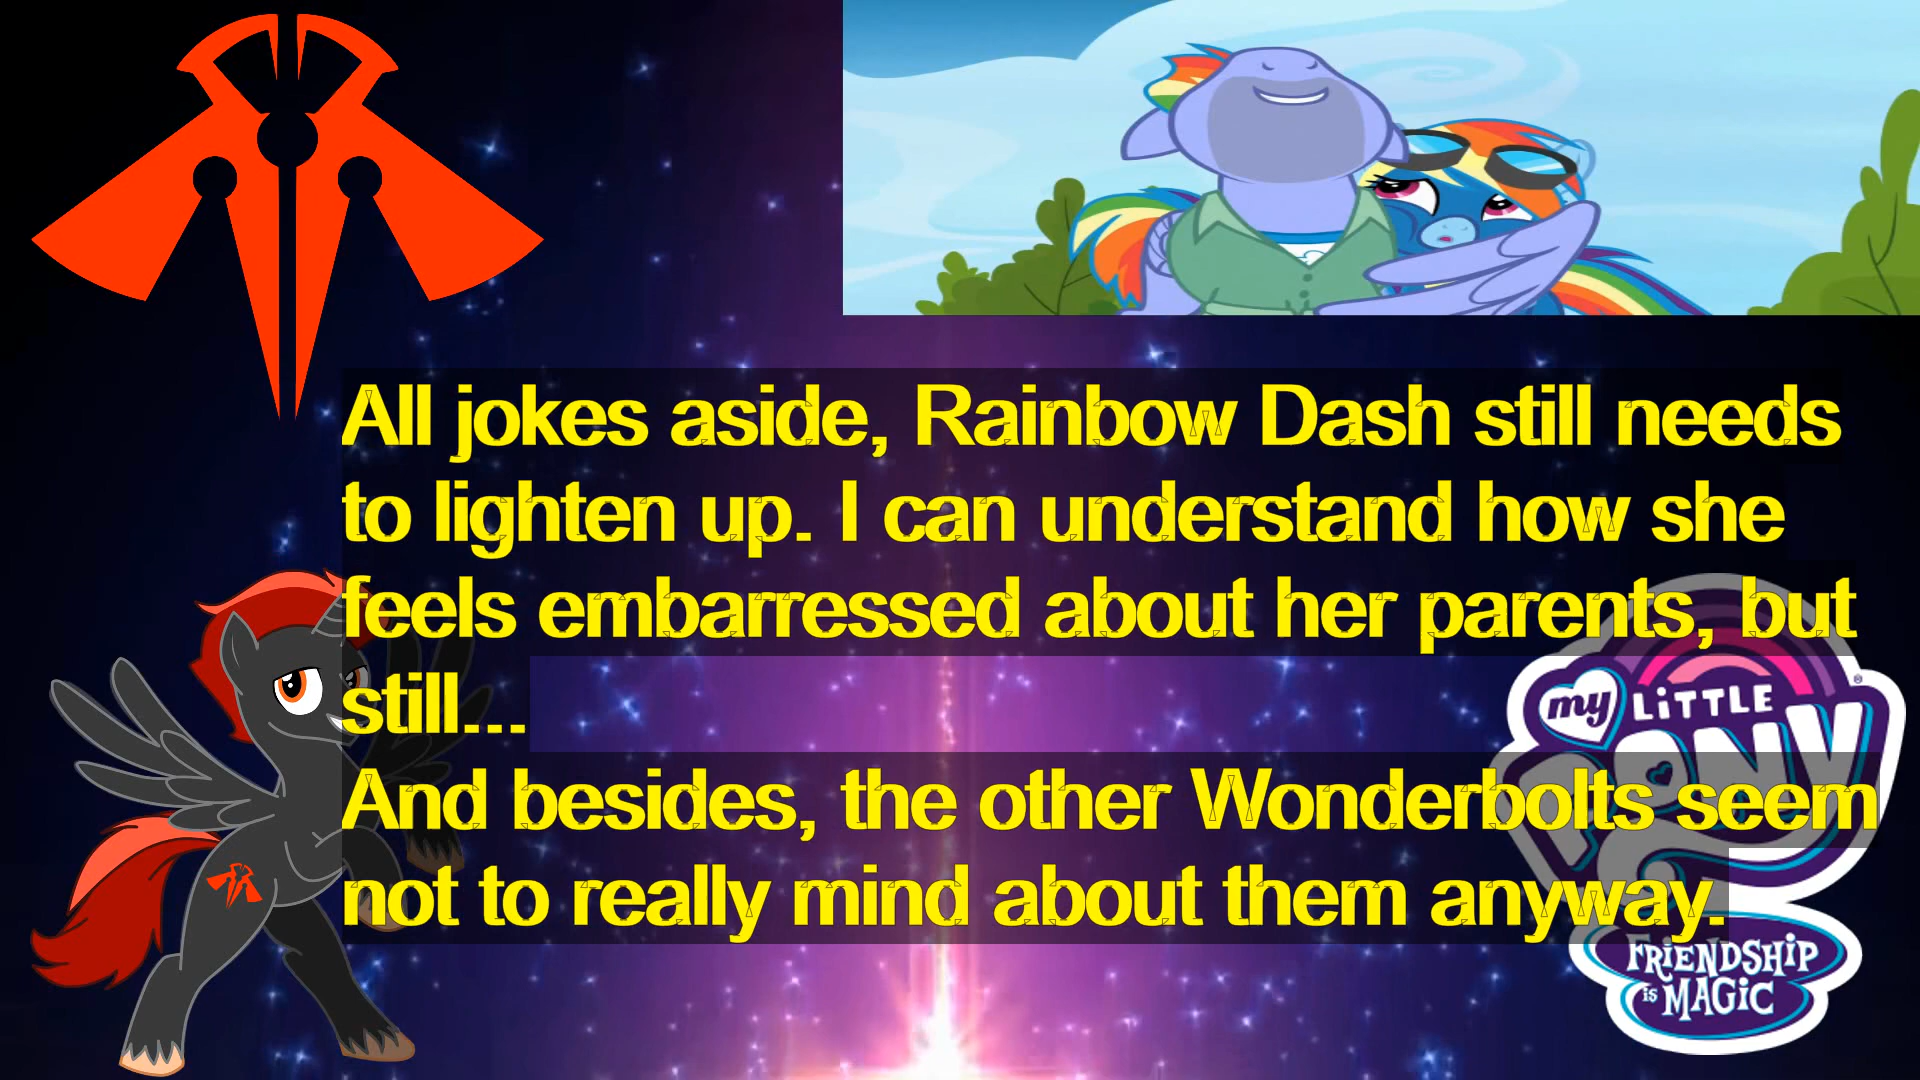 All jokes aside, Rainbow Dash still needs
to lighten up. I can understand how she
feels embarressed about her parents, but
still...
And besides, the other Wonderbolts seem
not to really mind about them anyway.
my LiTTLE
PONY
FRiENDSHiP
is MAGiC